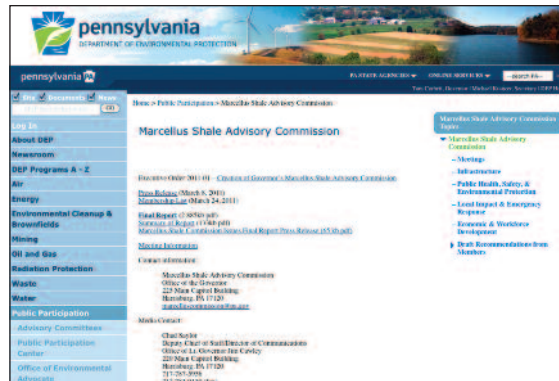 pennsylvania
DEPARTMENT OF ENVIRONMENTAL PROTECTION
pennsylvania PA
PA STATE AGENCIES
ONLINE SERVICES
Site Documents News
GO
Log In
About DEP
Newsroom
DEP Programs A - Z
Air
Energy
Environmental Cleanup &
Brownfields
Mining
Oil and Gas
Radiation Protection
Waste
Water
Public Participation
Advisory Committees
Public Participation
Center
Office of Environmental
Advocate
Home > Public Participation > Marcellus Shale Advisory Commission
Marcellus Shale Advisory Commission
Executive Order 2011-01 - Creation of Governor's Marcellus Shale Advisory Commission
Press Release (March 8, 2011)
Membership List (March 24, 2011)
Final Report
Summary of Report
Marcellus Shale Commission Issues Final Report Press Release
Meeting Information
Contact Information:
Marcellus Shale Advisory Commission
Office of the Governor
225 Main Capitol Building
Harrisburg, PA 17120
Media Contact:
Chad Saylor
Deputy Chief of Staff/Director of Communications
Office of Lt. Governor Jim Cawley
Harrisburg, PA 17120
Marcellus Shale Advisory Commission
Topics
Marcellus Shale Advisory
Commission
- Meetings
- Infrastructure
- Public Health, Safety, &
Environmental Protection
- Local Impact & Emergency
Response
- Economic & Workforce
Development
Draft Recommendations from
Members